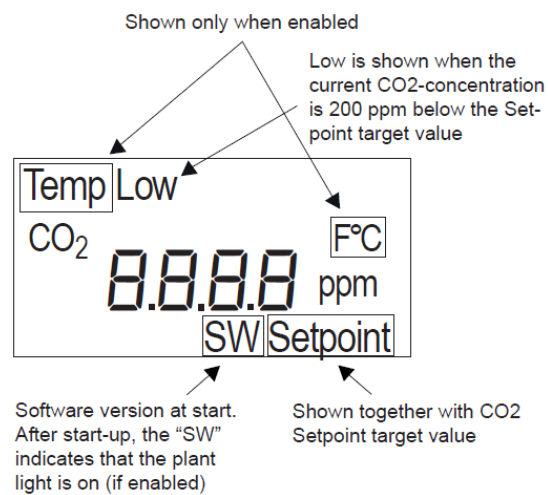 Shown only when enabled
Low is shown when the
current CO2-concentration
is 200 ppm below the Set-
point target value
Temp Low
CO₂
F°C
8.8.8.8 ppm
SW Setpoint
Software version at start.
After start-up, the “SW”
indicates that the plant
light is on (if enabled)
Shown together with CO2
Setpoint target value